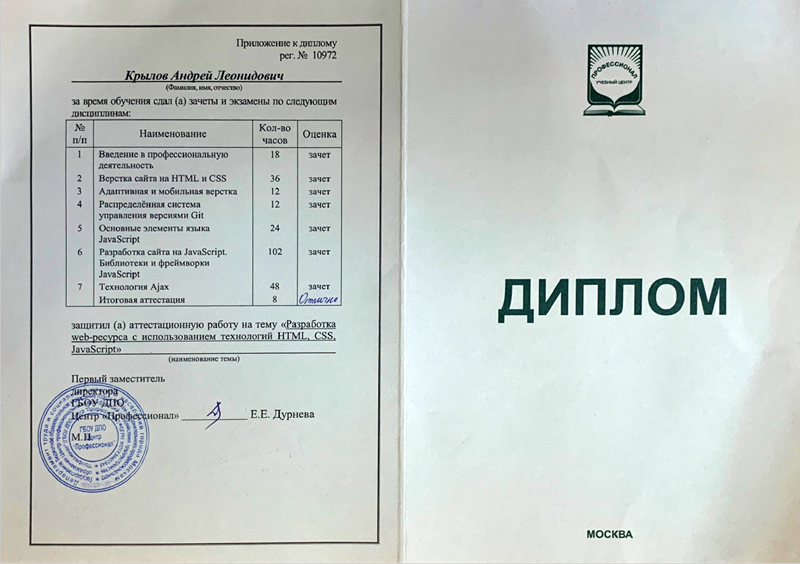 Приложение к диплому
рег. № 10972
Крылов Андрей Леонидович
(Фамилия, имя, отчество)
за время обучения сдал (а) зачеты и экзамены по следующим
дисциплинам:
№ п/п Наименование Кол-во часов Оценка
1 Введение в профессиональную 18 зачет
деятельность
2 Верстка сайта на HTML и CSS 36 зачет
3 Адаптивная и мобильная верстка 12 зачет
4 Распределённая система 12 зачет
управления версиями Git
5 Основные элементы языка 24 зачет
JavaScript
6 Разработка сайта на JavaScript. 102 зачет
Библиотеки и фреймворки
JavaScript
7 Технология Ajax 48 зачет
Итоговая аттестация 8 Отлично
защитил (а) аттестационную работу на тему «Разработка
web-ресурса с использованием технологий HTML, CSS,
JavaScript»
(наименование темы)
Первый заместитель
директора
ГБОУ ДПО
Центр «Профессионал» Е.Е. Дурнева
М.П.
ГБОУ ДПО
Центр
Профессионал
ПРОФЕССИОНАЛ
УЧЕБНЫЙ ЦЕНТР
ДИПЛОМ
МОСКВА